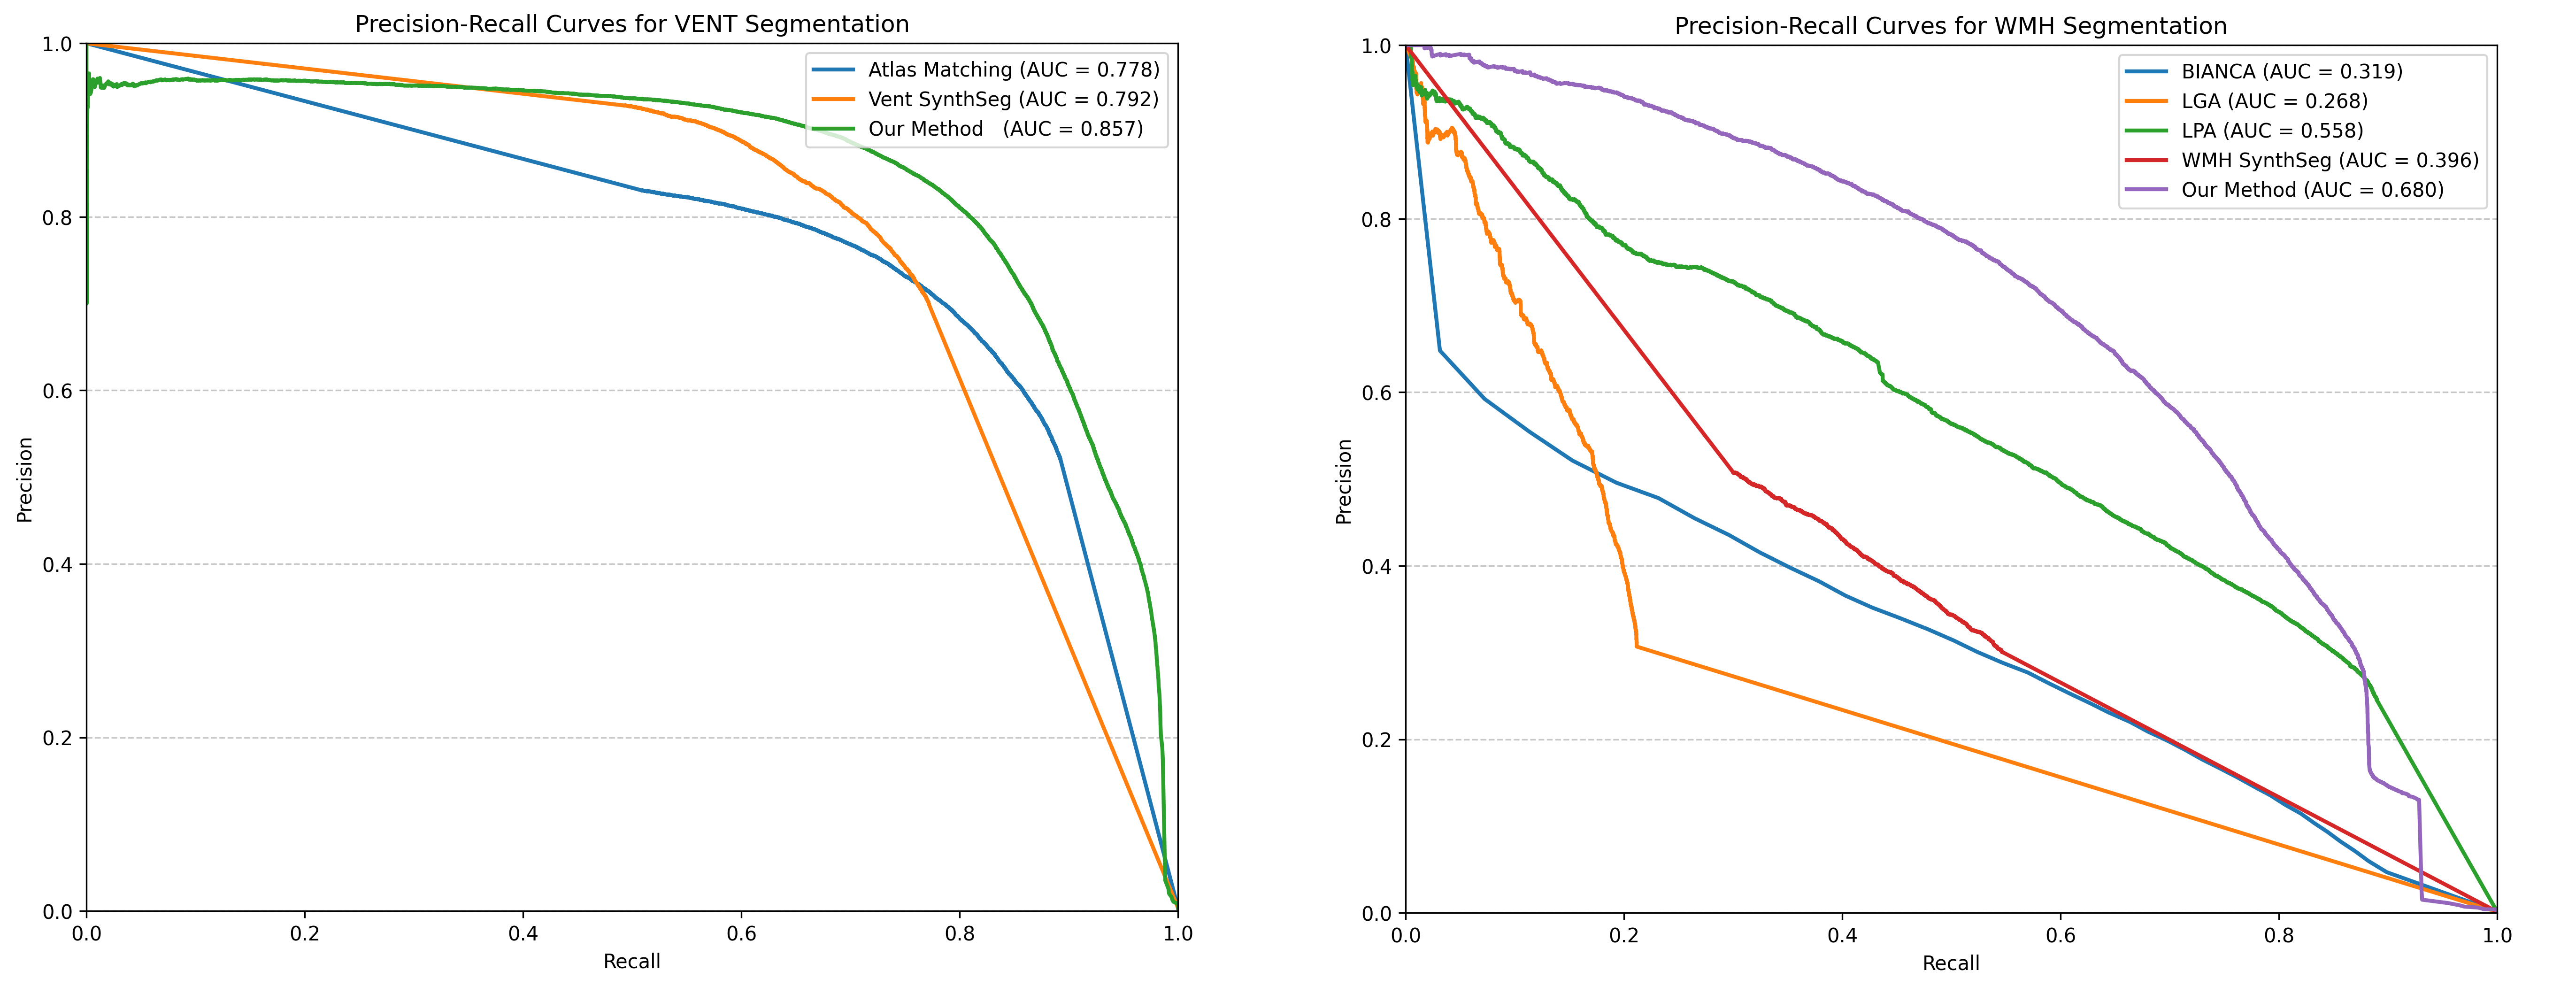 Precision-Recall Curves for VENT Segmentation
1.0
0.8
0.6
0.4
0.2
0.0
Precision
Atlas Matching (AUC = 0.778)
Vent SynthSeg (AUC = 0.792)
Our Method (AUC = 0.857)
0.0 0.2 0.4 0.6 0.8 1.0
Recall
Precision-Recall Curves for WMH Segmentation
1.0
0.8
0.6
0.4
0.2
0.0
Precision
BIANCA (AUC = 0.319)
LGA (AUC = 0.268)
LPA (AUC = 0.558)
WMH SynthSeg (AUC = 0.396)
Our Method (AUC = 0.680)
0.0 0.2 0.4 0.6 0.8 1.0
Recall